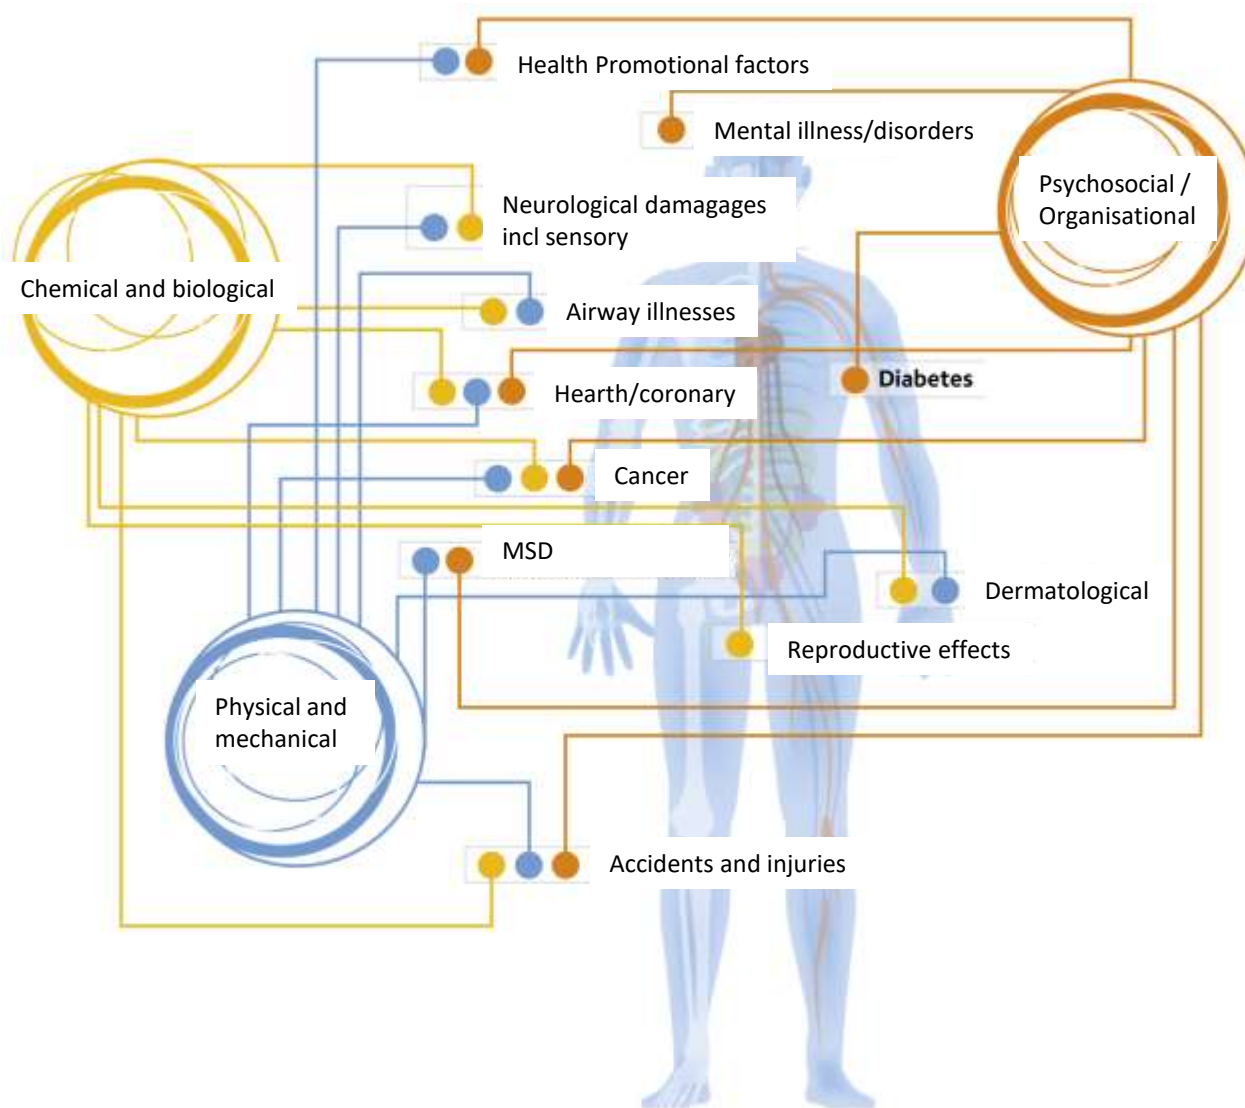 Health Promotional factors
Mental illness/disorders
Psychosocial /
Organisational
Neurological damagages
incl sensory
Chemical and biological
Airway illnesses
Diabetes
Hearth/coronary
Cancer
MSD
Dermatological
Reproductive effects
Physical and
mechanical
Accidents and injuries